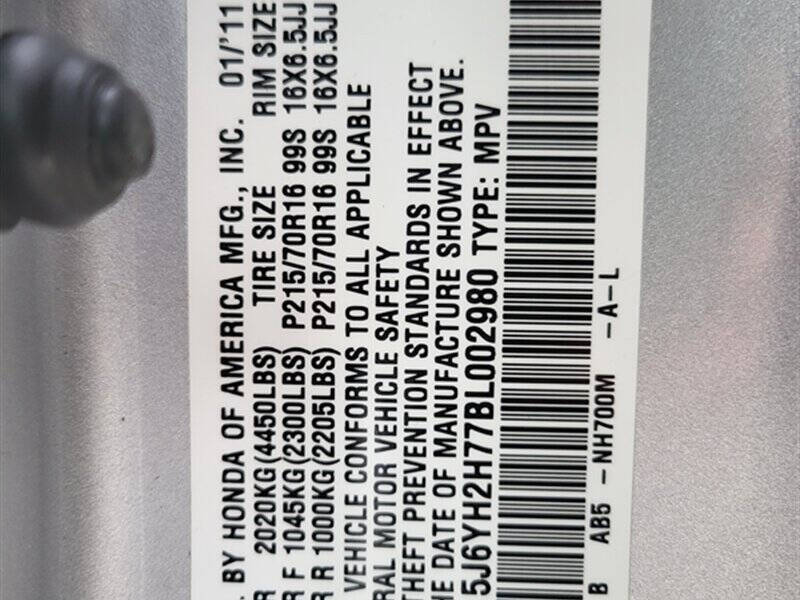 . BY HONDA OF AMERICA MFG., INC. 01/'11
R 2020KG(4450LBS) TIRE SIZE RIM SIZE
R F 1045KG(2300LBS) P215/70R16 99S 16X6.5JJ
R R 1000KG(2205LBS) P215/70R16 99S 16X6.5JJ
VEHICLE CONFORMS TO ALL APPLICABLE
RAL MOTOR VEHICLE SAFETY
THEFT PREVENTION STANDARDS IN EFFECT
HE DATE OF MANUFACTURE SHOWN ABOVE.
5J6YH2H77BL002980 TYPE: MPV
B AB5 -NH700M -A-L